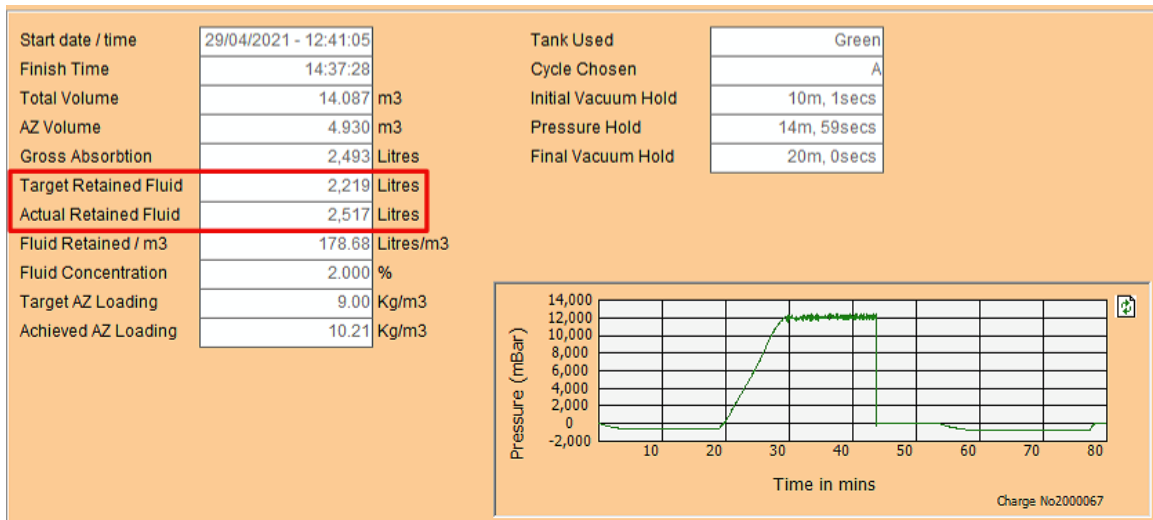 Start date / time 29/04/2021 - 12:41:05
Finish Time 14:37:28
Total Volume 14.087 m3
AZ Volume 4.930 m3
Gross Absorbtion 2,493 Litres
Target Retained Fluid 2,219 Litres
Actual Retained Fluid 2,517 Litres
Fluid Retained / m3 178.68 Litres/m3
Fluid Concentration 2.000 %
Target AZ Loading 9.00 Kg/m3
Achieved AZ Loading 10.21 Kg/m3
Tank Used Green
Cycle Chosen A
Initial Vacuum Hold 10m, 1secs
Pressure Hold 14m, 59secs
Final Vacuum Hold 20m, 0secs
Pressure (mBar)
14,000
12,000
10,000
8,000
6,000
4,000
2,000
0
-2,000
10 20 30 40 50 60 70 80
Time in mins
Charge No2000067